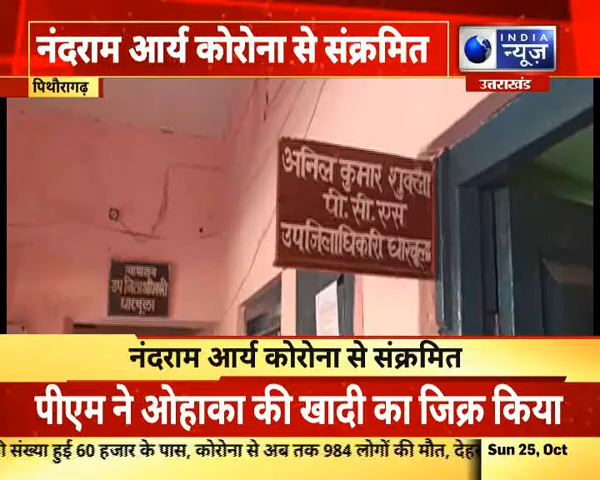 नंदराम आर्य कोरोना से संक्रमित
INDIA
न्यूज़
उत्तराखंड
पिथौरागढ़
अनिल कुमार शुक्ला
पी.सी.एस
उपजिलाधिकारी धारचूला
न्यायालय
उप जिलाधिकारी
धारचूला
नंदराम आर्य कोरोना से संक्रमित
पीएम ने ओहाका की खादी का जिक्र किया
संख्या हुई 60 हजार के पास, कोरोना से अब तक 984 लोगों की मौत,
Sun 25, Oct